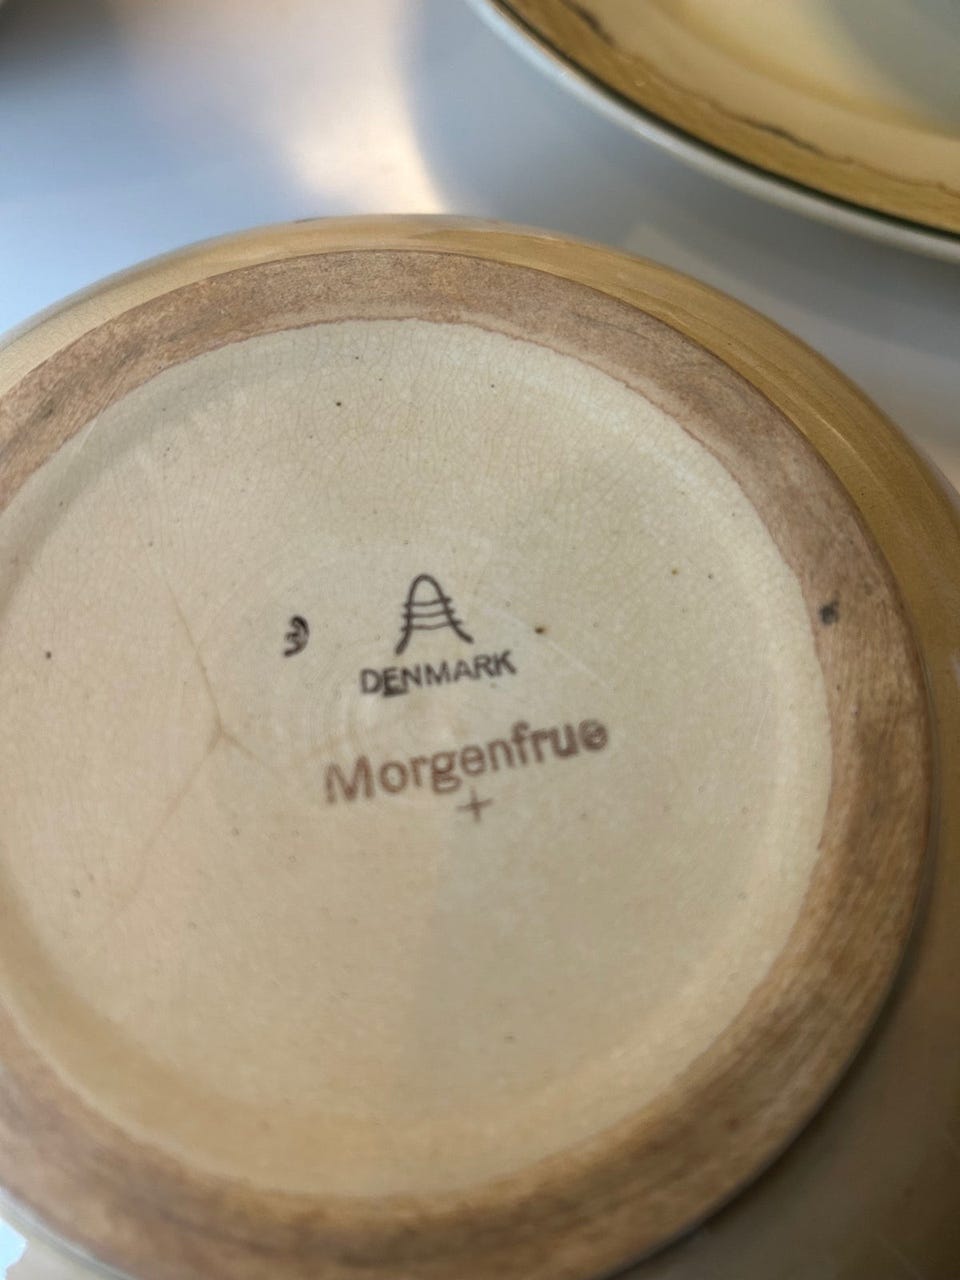 DENMARK
Morgenfrue
+